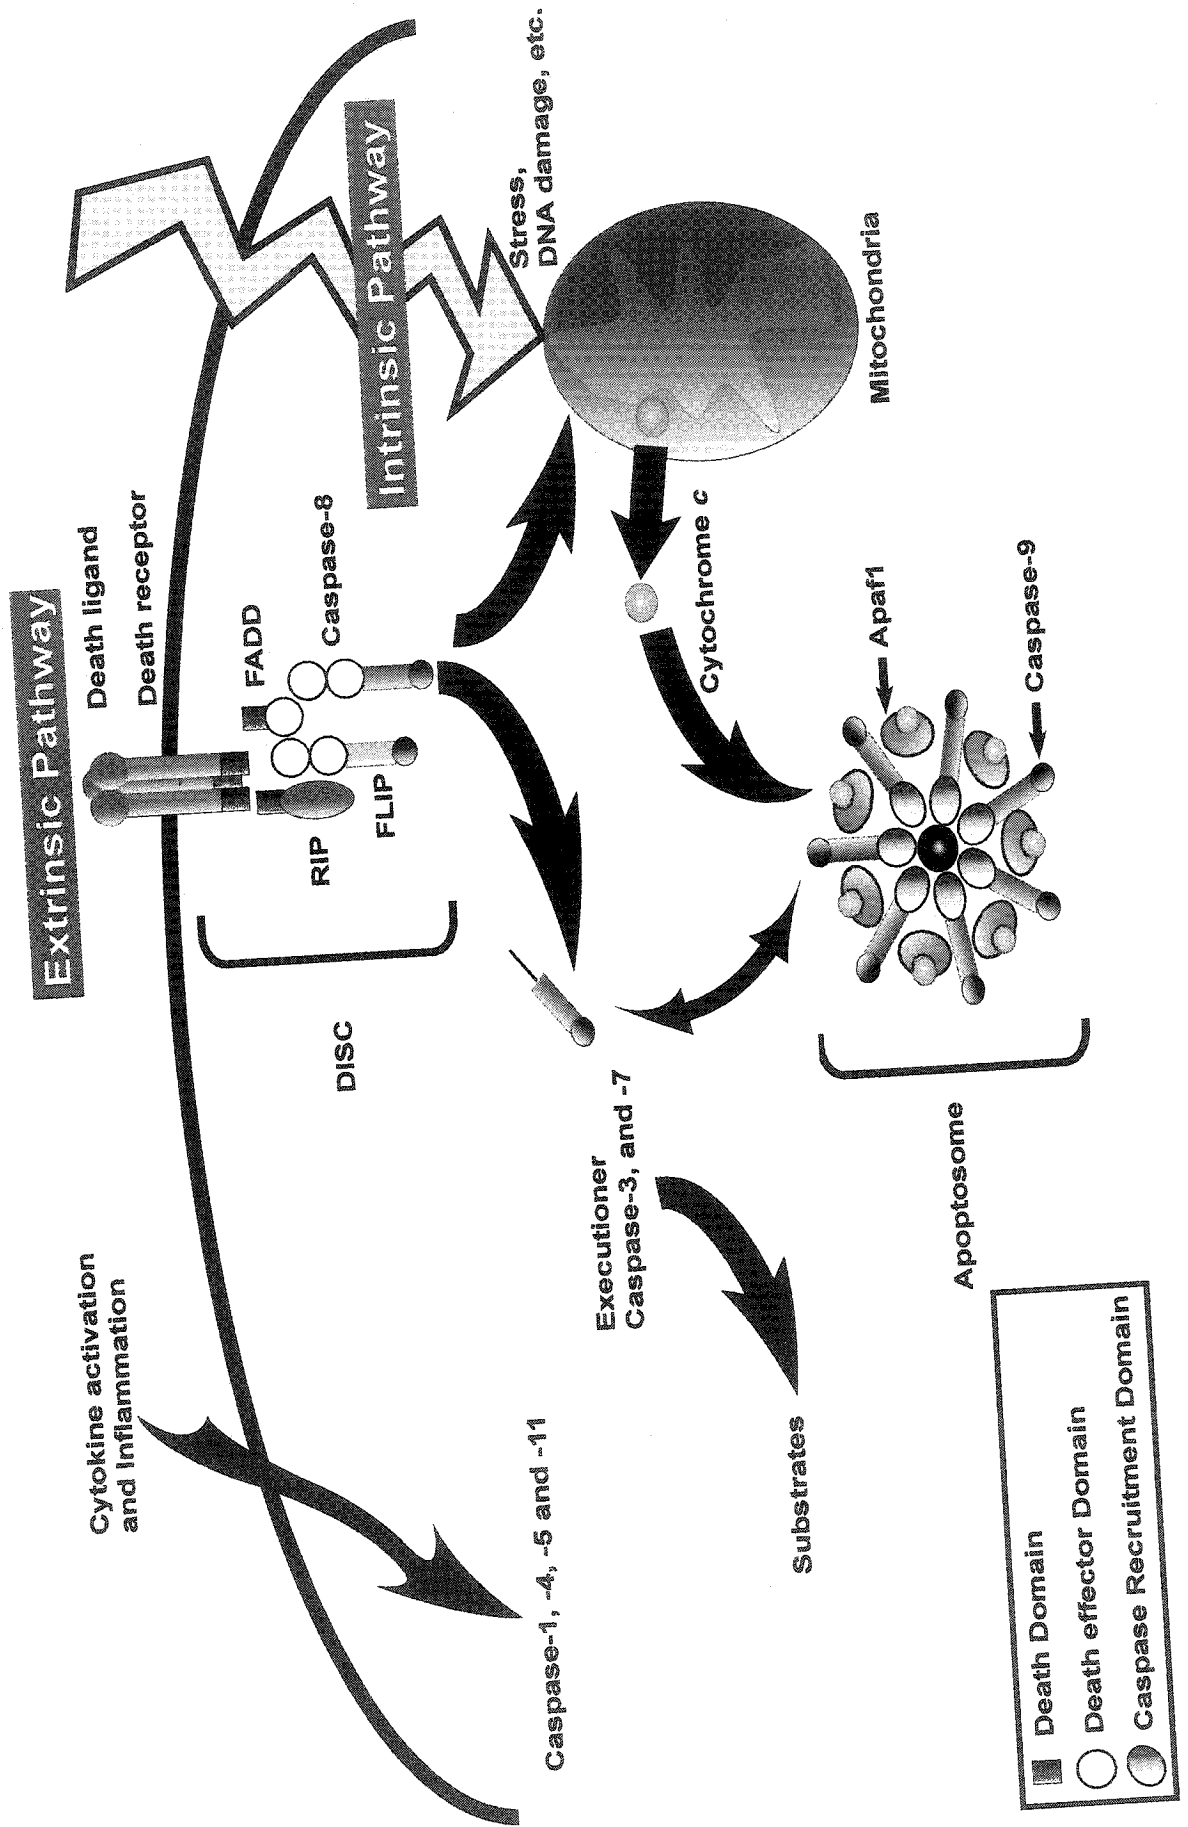 Extrinsic Pathway
Cytokine activation
and Inflammation
Death ligand
Death receptor
FADD
Caspase-8
RIP
FLIP
DISC
Intrinsic Pathway
Stress,
DNA damage, etc.
Caspase-1, -4, -5 and -11
Executioner
Caspase-3, and -7
Cytochrome c
Mitochondria
Substrates
Apaf1
Caspase-9
Apoptosome
Death Domain
Death effector Domain
Caspase Recruitment Domain